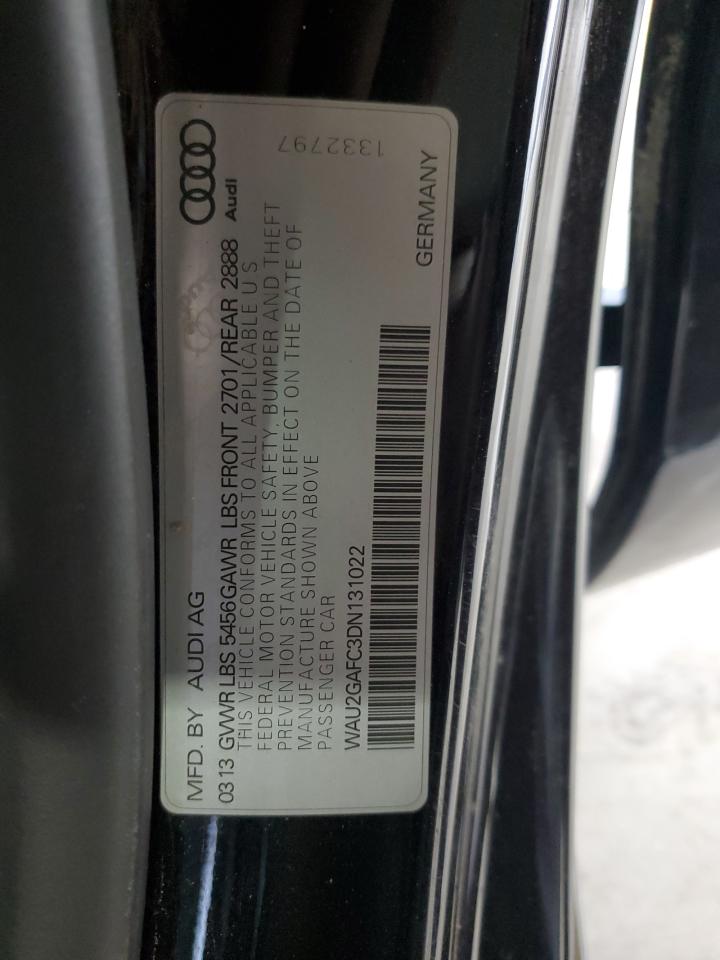 MFD. BY AUDI AG
0313 GVWR LBS 5456 GAWR LBS FRONT 2701/REAR 2888
Audi
THIS VEHICLE CONFORMS TO ALL APPLICABLE U S
FEDERAL MOTOR VEHICLE SAFETY, BUMPER AND THEFT
PREVENTION STANDARDS IN EFFECT ON THE DATE OF
MANUFACTURE SHOWN ABOVE
PASSENGER CAR
1332797
WAU2GAFC3DN131022
GERMANY